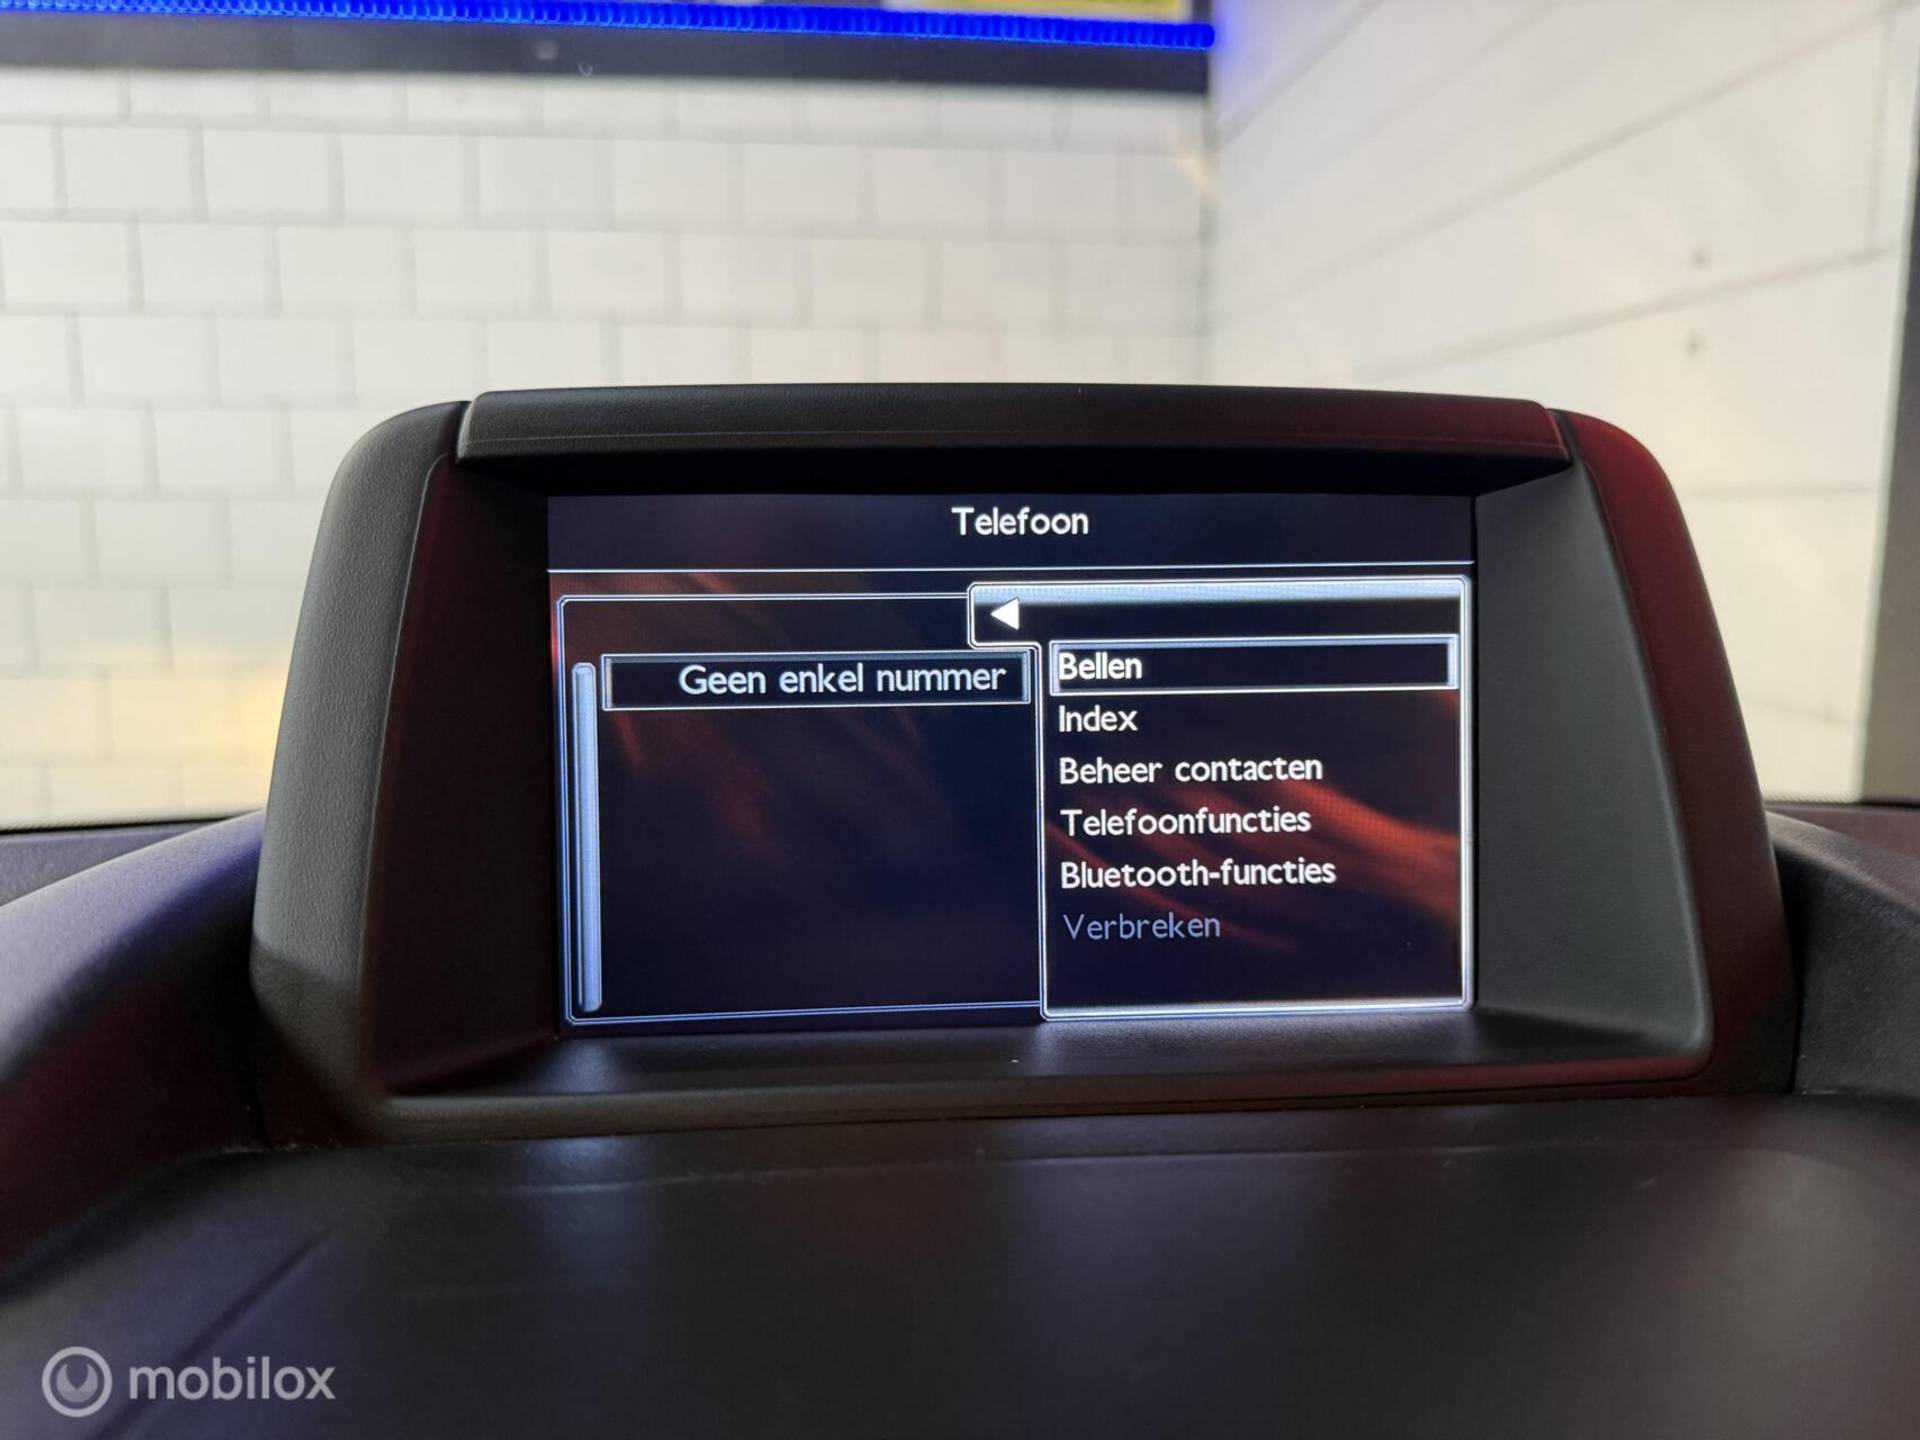 Telefoon
Geen enkel nummer
Bellen
Index
Beheer contacten
Telefoonfuncties
Bluetooth-functies
Verbreken
mobilox